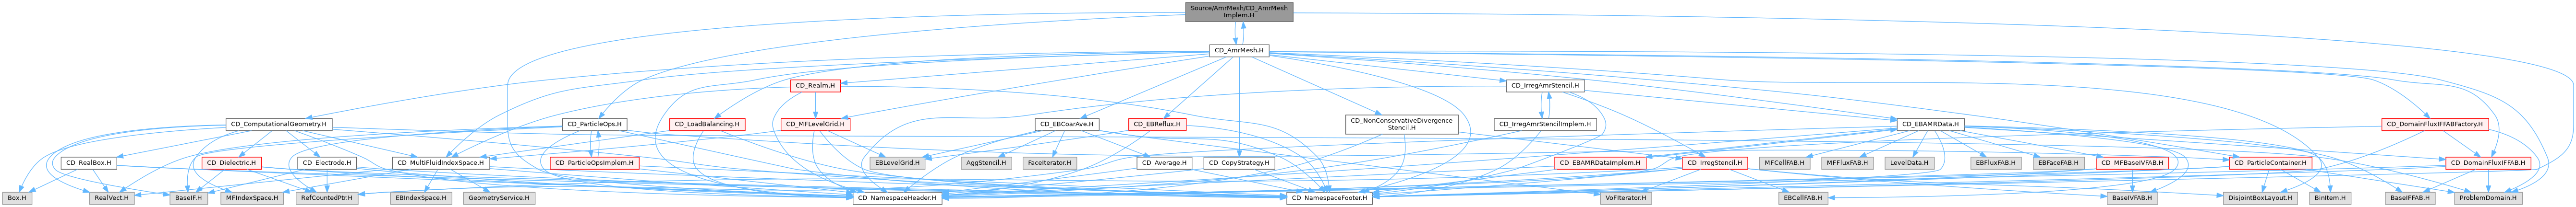 Source/AmrMesh/CD_AmrMesh
Implem.H
CD_AmrMesh.H
CD_Realm.H
CD_IrregAmrStencil.H
CD_ComputationalGeometry.H
CD_ParticleOps.H
CD_LoadBalancing.H
CD_MFLevelGrid.H
CD_EBCoarAve.H
CD_EBReflux.H
CD_NonConservativeDivergence
Stencil.H
CD_IrregAmrStencilImplem.H
CD_EBAMRData.H
CD_DomainFluxIFFABFactory.H
CD_RealBox.H
CD_Dielectric.H
CD_Electrode.H
CD_MultiFluidIndexSpace.H
CD_ParticleOpsImplem.H
EBLevelGrid.H
AggStencil.H
FaceIterator.H
CD_Average.H
CD_CopyStrategy.H
CD_EBAMRDataImplem.H
CD_IrregStencil.H
MFCellFAB.H
MFFluxFAB.H
LevelData.H
EBFluxFAB.H
EBFaceFAB.H
CD_MFBaseIVFAB.H
CD_ParticleContainer.H
CD_DomainFluxIFFAB.H
Box.H
RealVect.H
BaseIF.H
MFIndexSpace.H
RefCountedPtr.H
EBIndexSpace.H
GeometryService.H
CD_NamespaceHeader.H
CD_NamespaceFooter.H
VoFIterator.H
EBCellFAB.H
BaseIVFAB.H
DisjointBoxLayout.H
BinItem.H
BaseIFFAB.H
ProblemDomain.H